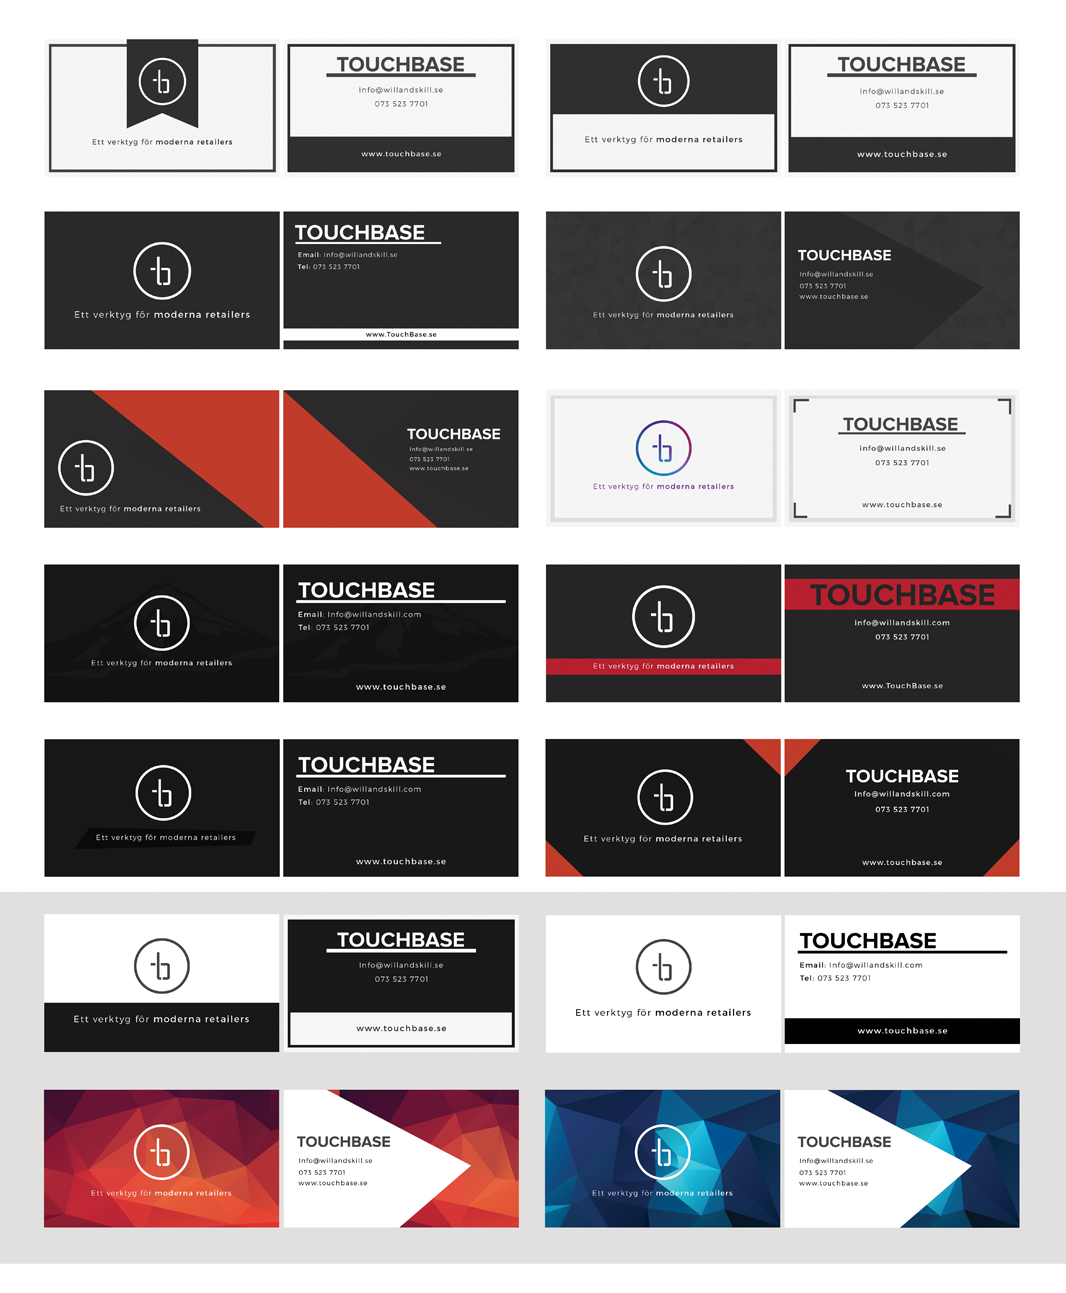 Ett verktyg för moderna retailers
TOUCHBASE
Info@willandskill.se
073 523 7701
www.touchbase.se
Ett verktyg för moderna retailers
TOUCHBASE
Info@willandskill.se
073 523 7701
www.touchbase.se
Ett verktyg för moderna retailers
TOUCHBASE
Email: Info@willandskill.se
Tel: 073 523 7701
www.TouchBase.se
Ett verktyg för moderna retailers
TOUCHBASE
Info@willandskill.se
073 523 7701
www.touchbase.se
Ett verktyg för moderna retailers
TOUCHBASE
Info@willandskill.se
073 523 7701
www.touchbase.se
Ett verktyg för moderna retailers
TOUCHBASE
info@willandskill.se
073 523 7701
www.touchbase.se
Ett verktyg för moderna retailers
TOUCHBASE
Email: Info@willandskill.com
Tel: 073 523 7701
www.touchbase.se
Ett verktyg för moderna retailers
TOUCHBASE
info@willandskill.com
073 523 7701
www.TouchBase.se
Ett verktyg för moderna retailers
TOUCHBASE
Email: Info@willandskill.com
Tel: 073 523 7701
www.touchbase.se
Ett verktyg för moderna retailers
TOUCHBASE
Info@willandskill.com
073 523 7701
www.touchbase.se
Ett verktyg för moderna retailers
TOUCHBASE
Info@willandskill.se
073 523 7701
www.touchbase.se
Ett verktyg för moderna retailers
TOUCHBASE
Email: Info@willandskill.com
Tel: 073 523 7701
www.touchbase.se
Ett verktyg för moderna retailers
TOUCHBASE
Info@willandskill.se
073 523 7701
www.touchbase.se
Ett verktyg för moderna retailers
TOUCHBASE
Info@willandskill.se
073 523 7701
www.touchbase.se